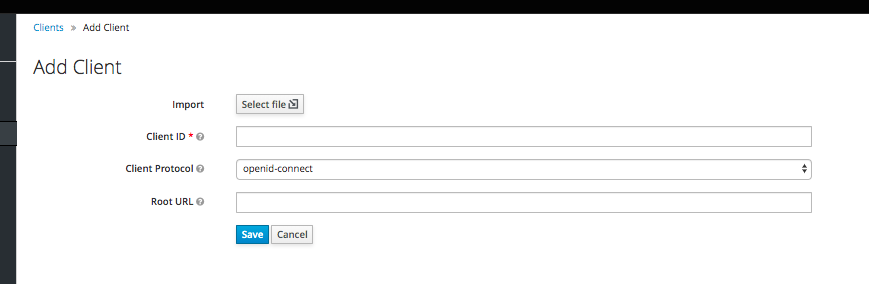 Clients » Add Client
Add Client
Import Select file
Client ID *
Client Protocol openid-connect
Root URL
Save Cancel